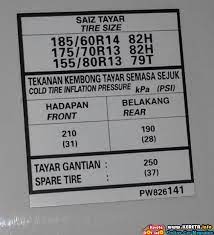 SAIZ TAYAR
TIRE SIZE
185/60R14 82H
175/70R13 82H
155/80R13 79T
TEKANAN KEMBONG TAYAR SEMASA SEJUK
COLD TIRE INFLATION PRESSURE kPa (PSI)
HADAPAN BELAKANG
FRONT REAR
210 190
(31) (28)
TAYAR GANTIAN : 250
SPARE TIRE : (37)
PW826141